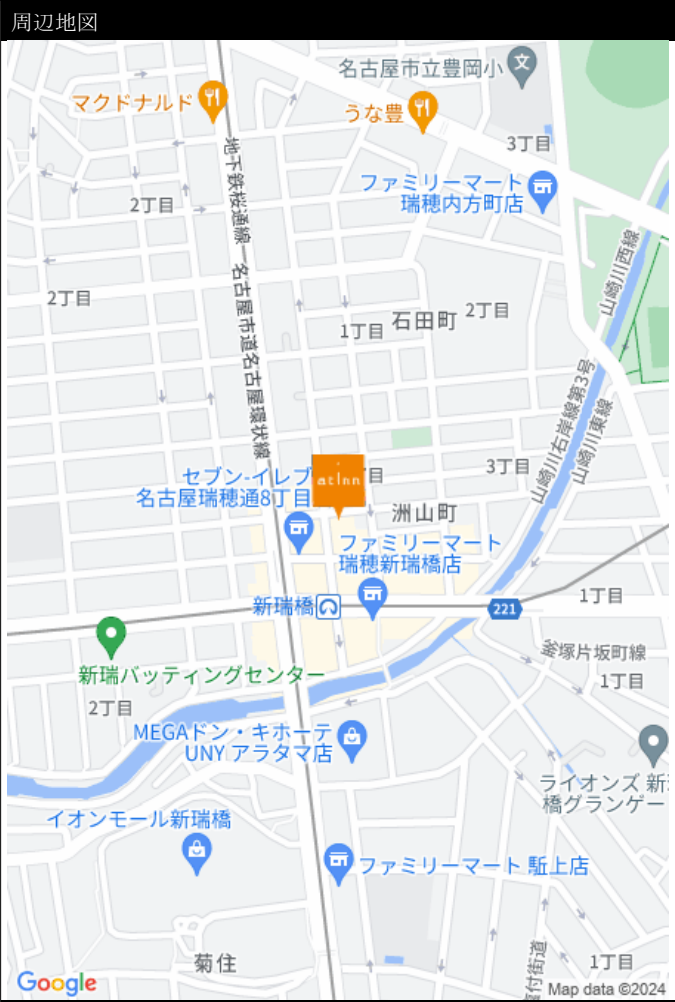 周辺地図
名古屋市立豊岡小
文
マクドナルド
うな豊
3丁目
地下鉄桜通線
ファミリーマート
瑞穂内方町店
2丁目
山崎川西線
名古屋市道名古屋環状線
2丁目
2丁目
石田町
1丁目
山崎川右岸線第3号
山崎川東線
セブン-イレブ
名古屋瑞穂通8丁目
at inn
丁目
3丁目
洲山町
ファミリーマート
瑞穂新瑞橋店
新瑞橋
221
1丁目
新瑞バッティングセンター
釜塚片坂町線
1丁目
2丁目
MEGAドン・キホーテ
UNY アラタマ店
ライオンズ 新
橋グランゲー
イオンモール新瑞橋
ファミリーマート 駈上店
菊住
塩付街道
1丁目
Google
Map data ©2024